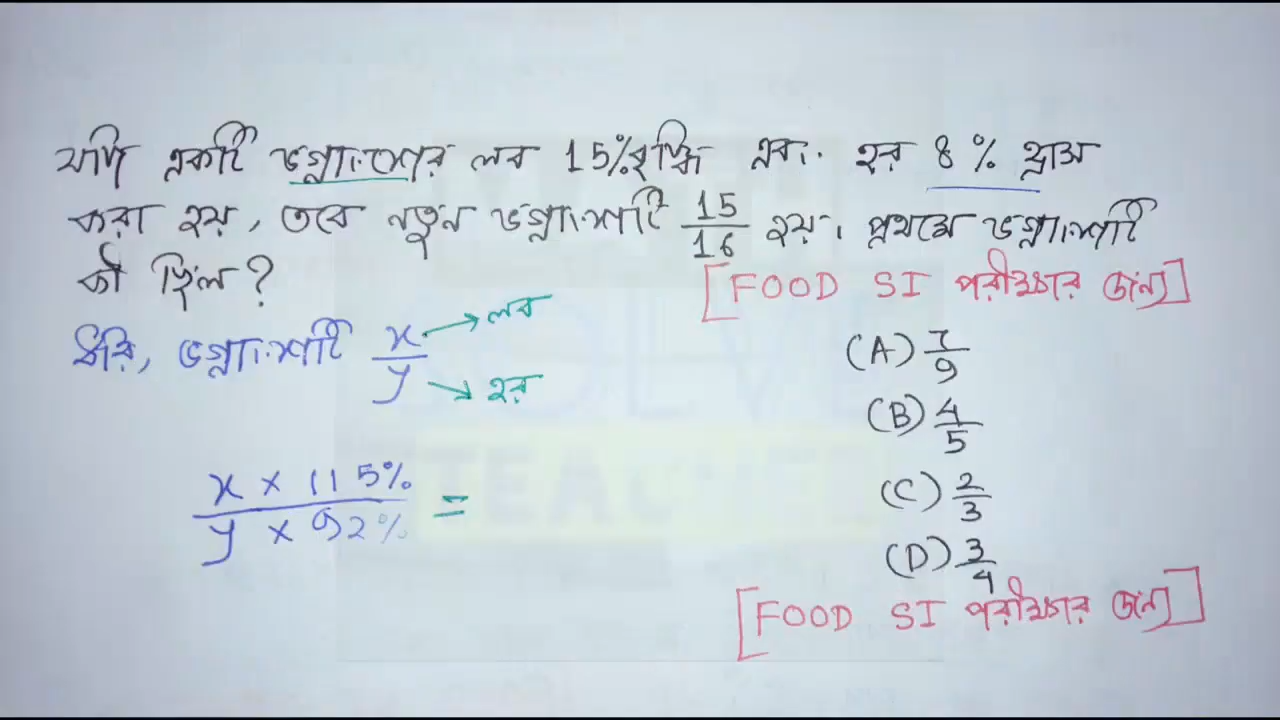 যদি একটি ভগ্নাংশের লব 15% বৃদ্ধি এবং হর 8% হ্রাস
করা হয়, তবে নতুন ভগ্নাংশটি 15/16 হয়। প্রথমে ভগ্নাংশটি
কী ছিল?
[FOOD SI পরীক্ষার জন্য]
ধরি, ভগ্নাংশটি x/y
লব
হর
(A) 7/9
(B) 4/5
(C) 2/3
(D) 3/4
x × 115% / y × 92% =
[FOOD SI পরীক্ষার জন্য]